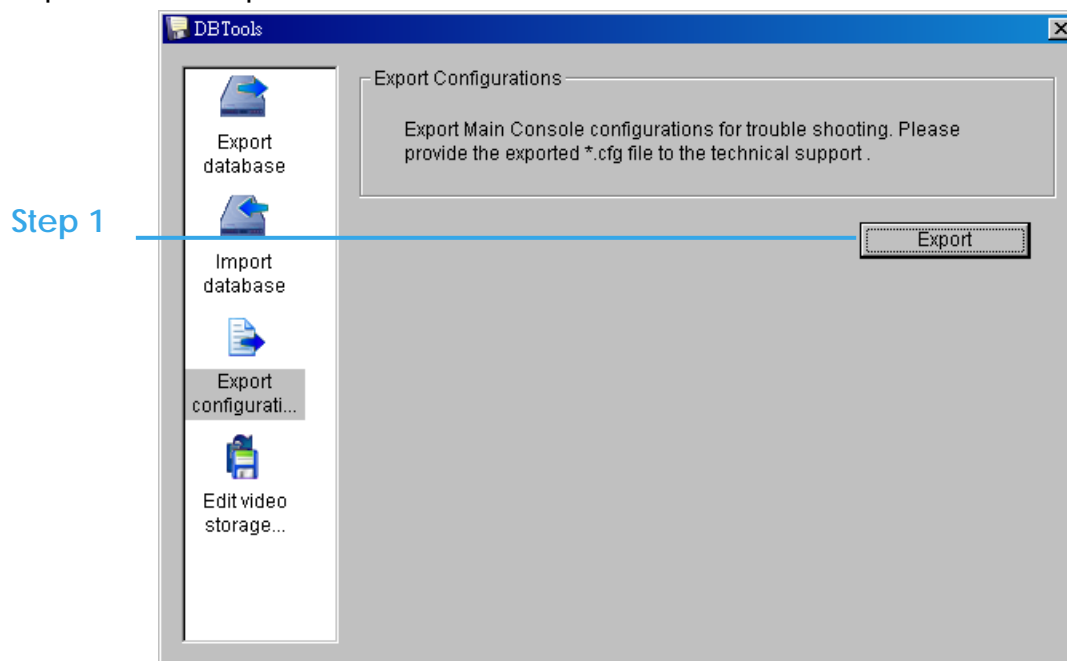 DBTools
Export
database
Import
database
Export
configurati...
Edit video
storage...
Export Configurations
Export Main Console configurations for trouble shooting. Please
provide the exported *.cfg file to the technical support .
Step 1
Export